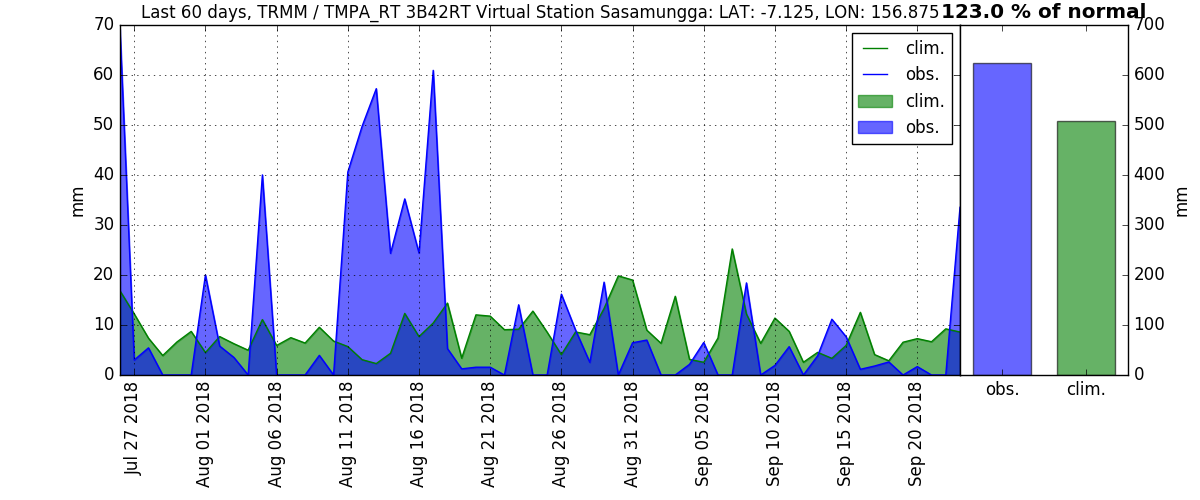 Last 60 days, TRMM / TMPA_RT 3B42RT Virtual Station Sasamungga: LAT: -7.125, LON: 156.875
123.0 % of normal
70
60
50
40
30
20
10
0
mm
clim.
obs.
clim.
obs.
700
600
500
400
300
200
100
0
mm
Jul 27 2018
Aug 01 2018
Aug 06 2018
Aug 11 2018
Aug 16 2018
Aug 21 2018
Aug 26 2018
Aug 31 2018
Sep 05 2018
Sep 10 2018
Sep 15 2018
Sep 20 2018
obs.
clim.